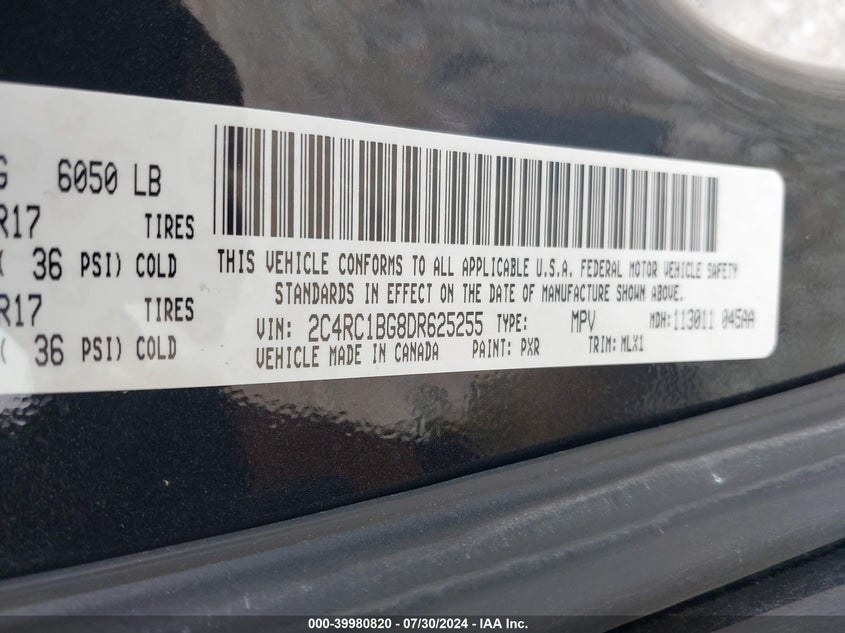 G 6050 LB
R17 TIRES
( 36 PSI) COLD
R17 TIRES
( 36 PSI) COLD
THIS VEHICLE CONFORMS TO ALL APPLICABLE U.S.A. FEDERAL MOTOR VEHICLE SAFETY
STANDARDS IN EFFECT ON THE DATE OF MANUFACTURE SHOWN ABOVE.
VIN: 2C4RC1BG8DR625255 TYPE: MPV MDH: 113011 045AA
VEHICLE MADE IN CANADA PAINT: PXR TRIM: MLX1
000-39980820 / 07/30/2024 - IAA Inc.